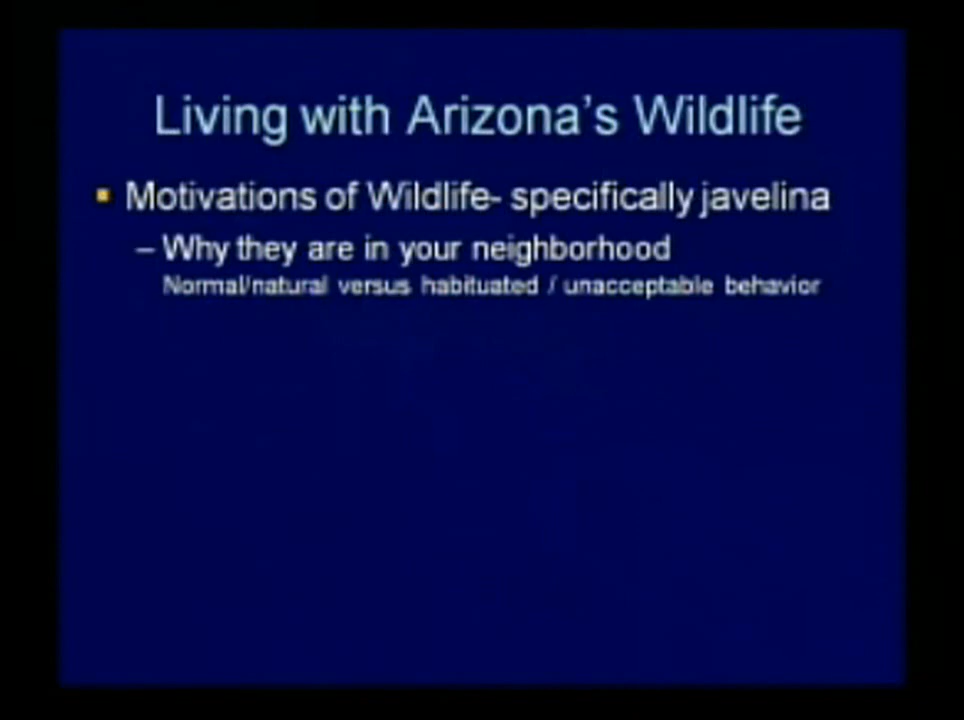 Living with Arizona's Wildlife
▪ Motivations of Wildlife- specifically javelina
– Why they are in your neighborhood
Normal/natural versus habituated / unacceptable behavior